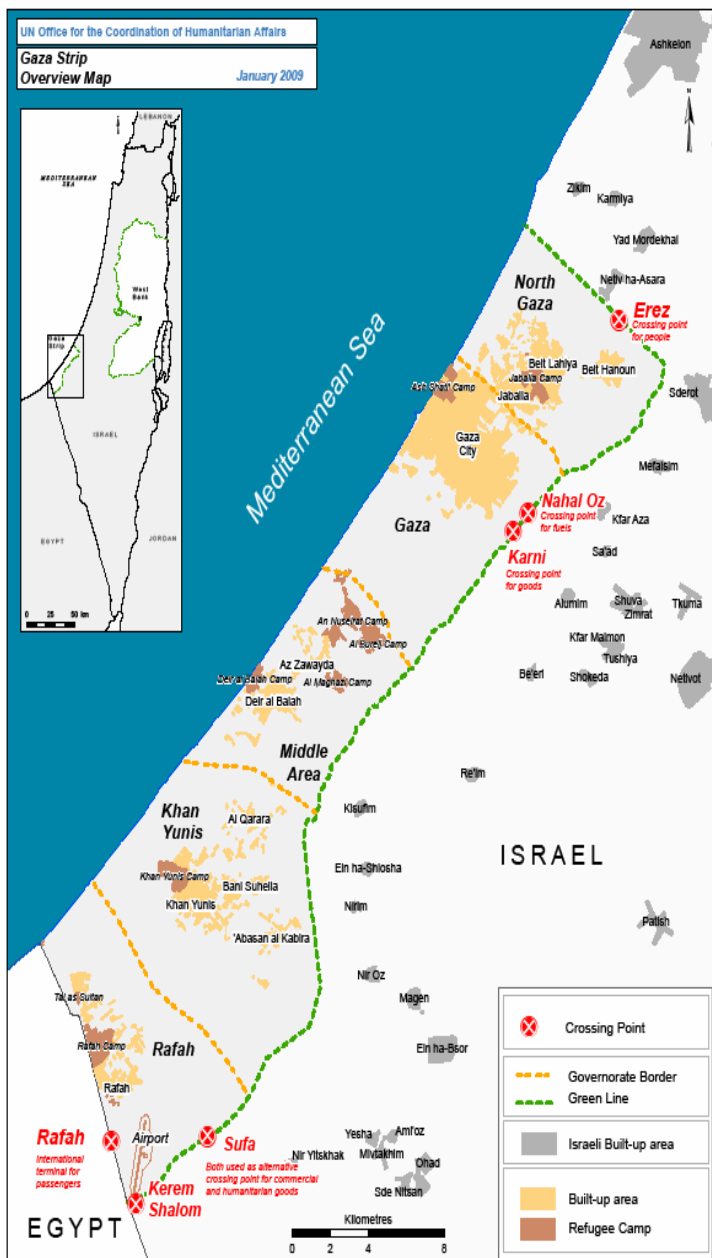 UN Office for the Coordination of Humanitarian Affairs
Gaza Strip
Overview Map
January 2009
LEBANON
MEDITERRANEAN
SEA
West
Bank
Gaza
Strip
ISRAEL
EGYPT
JORDAN
0 25 50 km
N
Mediterranean Sea
Ashkelon
Zikim
Karmiya
Yad Mordekhai
Netiv ha-Asara
North
Gaza
Erez
Crossing point
for people
Beit Lahiya
Beit Hanoun
Ash Shati' Camp
Jabalia Camp
Jabalia
Sderot
Gaza
City
Mefalsim
Nahal Oz
Crossing point
for fuels
Kfar Aza
Gaza
Karni
Crossing point
for goods
Sa'ad
Alumim
Shuva
Zimrat
Tkuma
An Nuseirat Camp
Al Bureij Camp
Kfar Maimon
Tushiya
Az Zawayda
Deir al Balah Camp
Al Maghazi Camp
Be'eri
Shokeda
Netivot
Deir al Balah
Middle
Area
Re'im
Khan
Yunis
Al Qarara
Kisufim
ISRAEL
Khan Yunis Camp
Ein ha-Shlosha
Bani Suheila
Khan Yunis
Nirim
'Abasan al Kabira
Patish
Nir Oz
Tal as Sultan
Magen
Rafah Camp
Rafah
Ein ha-Bsor
Rafah
Rafah
International
terminal for
passengers
Airport
Sufa
Both used as alternative
crossing point for commercial
and humanitarian goods
Kerem
Shalom
Nir Yitskhak
Yesha
Ami'oz
Mivtakhim
Ohad
Sde Nitsan
EGYPT
Kilometres
0 2 4 8
Crossing Point
Governorate Border
Green Line
Israeli Built-up area
Built-up area
Refugee Camp